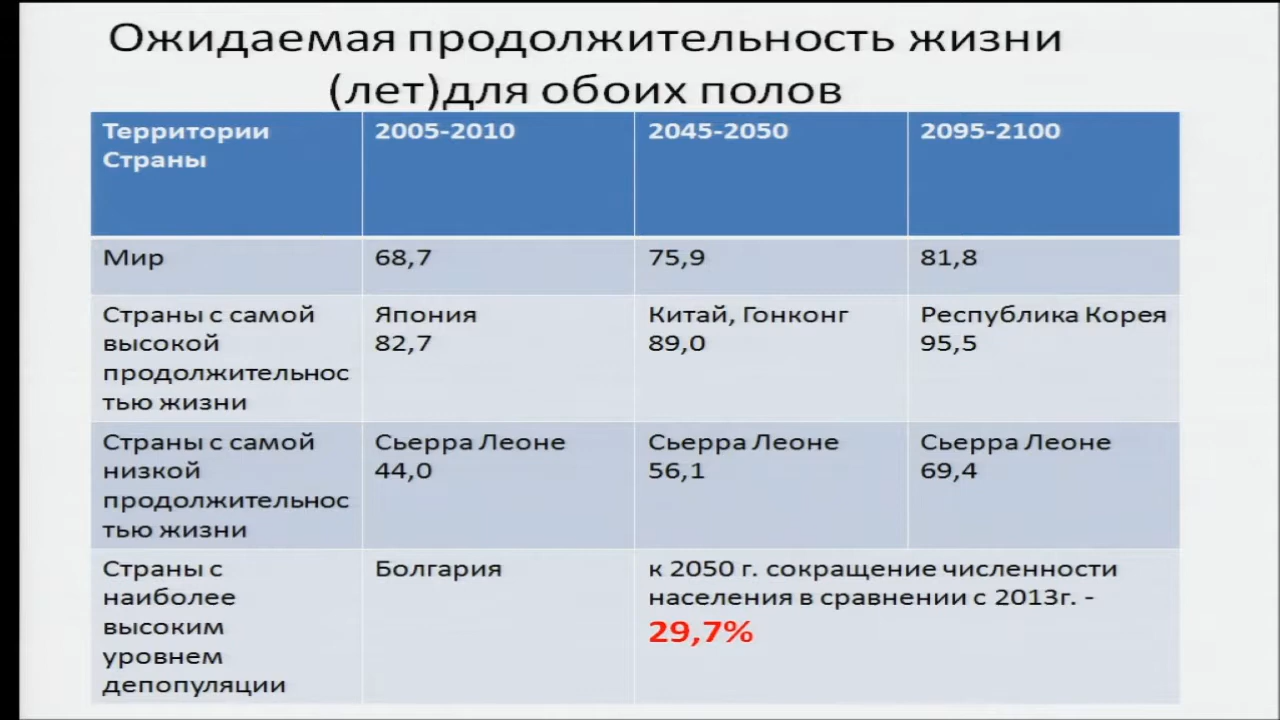 Ожидаемая продолжительность жизни
(лет)для обоих полов
Территории
Страны
2005-2010
2045-2050
2095-2100
Мир
68,7
75,9
81,8
Страны с самой
высокой
продолжительнос
тью жизни
Япония
82,7
Китай, Гонконг
89,0
Республика Корея
95,5
Страны с самой
низкой
продолжительнос
тью жизни
Сьерра Леоне
44,0
Сьерра Леоне
56,1
Сьерра Леоне
69,4
Страны с
наиболее
высоким
уровнем
депопуляции
Болгария
к 2050 г. сокращение численности
населения в сравнении с 2013г. -
29,7%